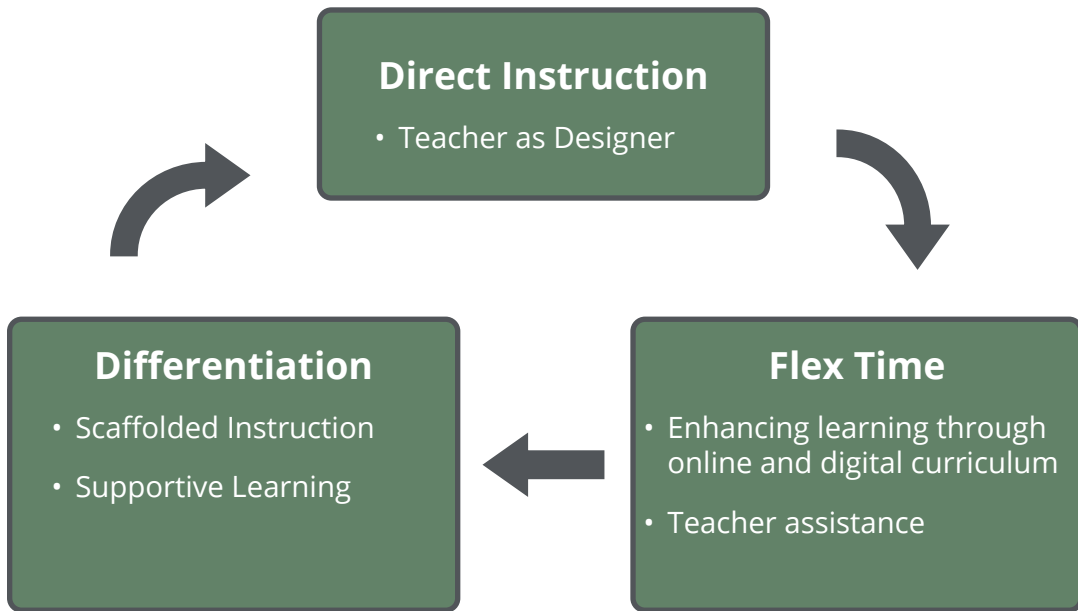 Direct Instruction
• Teacher as Designer
Differentiation
• Scaffolded Instruction
• Supportive Learning
Flex Time
• Enhancing learning through
online and digital curriculum
• Teacher assistance